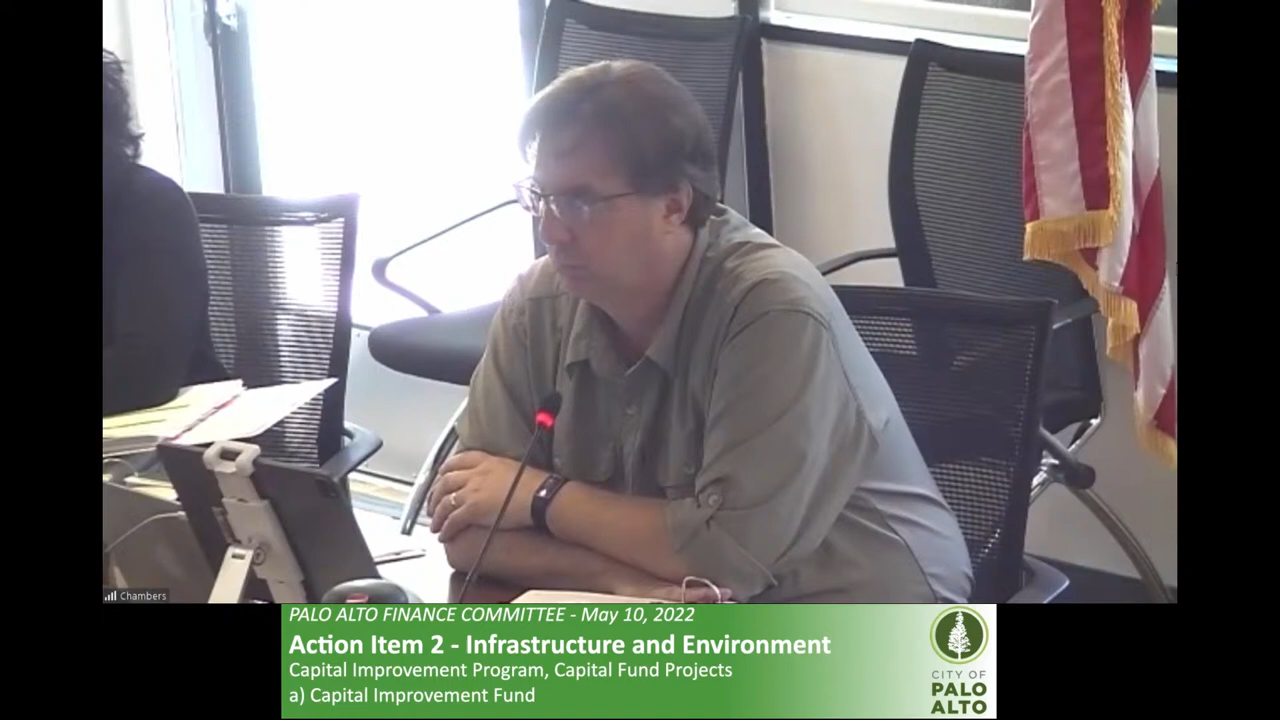 Chambers
PALO ALTO FINANCE COMMITTEE - May 10, 2022
Action Item 2 - Infrastructure and Environment
Capital Improvement Program, Capital Fund Projects
a) Capital Improvement Fund
CITY OF
PALO
ALTO